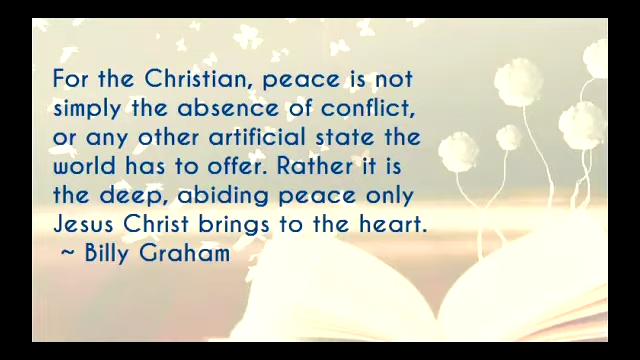 For the Christian, peace is not
simply the absence of conflict,
or any other artificial state the
world has to offer. Rather it is
the deep, abiding peace only
Jesus Christ brings to the heart.
~ Billy Graham